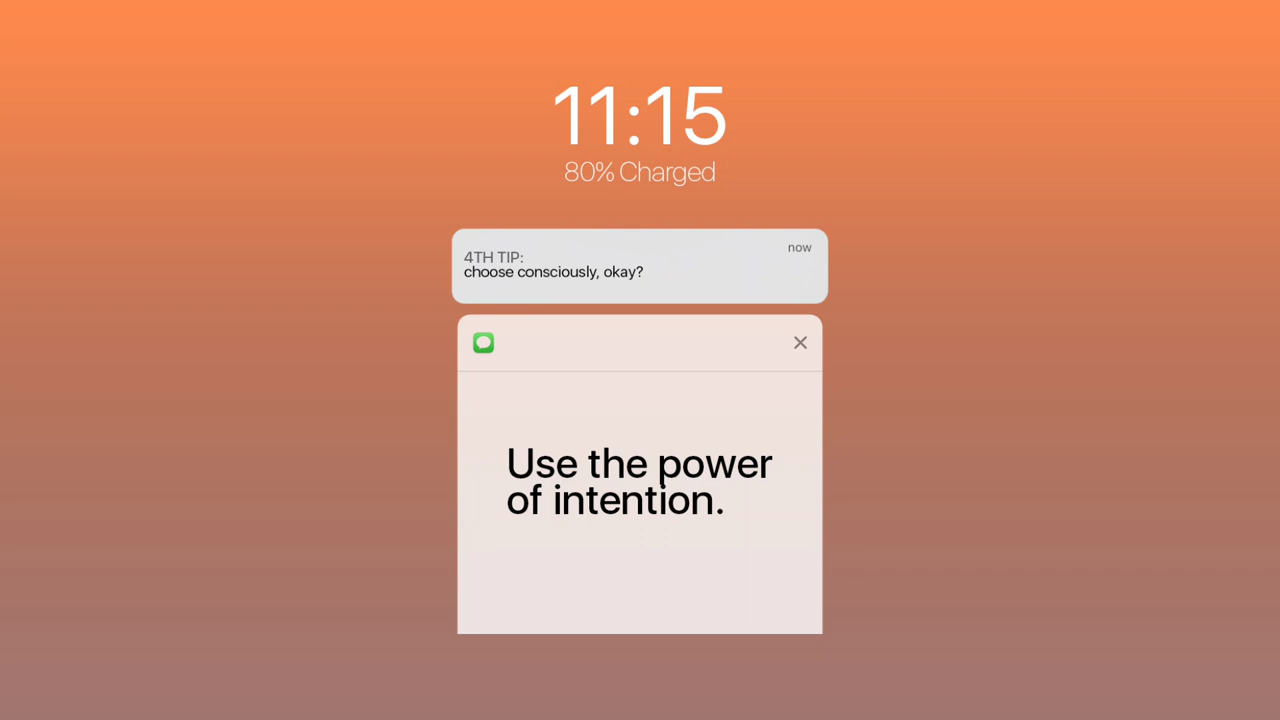 11:15
80% Charged
now
4TH TIP:
choose consciously, okay?
Use the power
of intention.